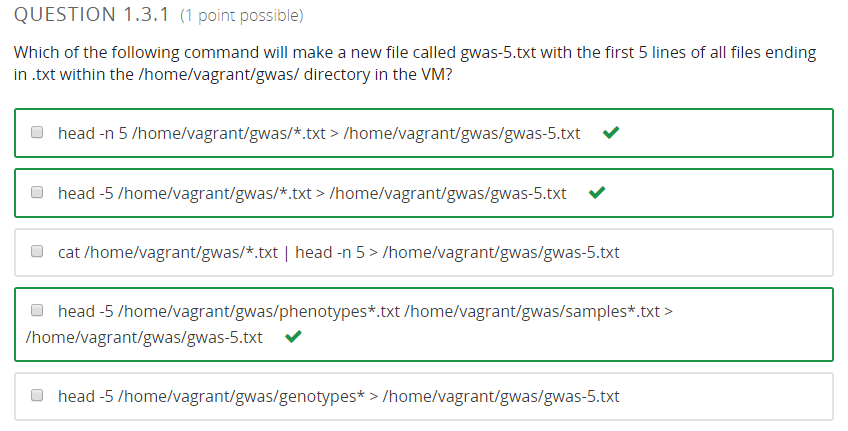 QUESTION 1.3.1 (1 point possible)
Which of the following command will make a new file called gwas-5.txt with the first 5 lines of all files ending
in .txt within the /home/vagrant/gwas/ directory in the VM?
head -n 5 /home/vagrant/gwas/*.txt > /home/vagrant/gwas/gwas-5.txt
head -5 /home/vagrant/gwas/*.txt > /home/vagrant/gwas/gwas-5.txt
cat /home/vagrant/gwas/*.txt | head -n 5 > /home/vagrant/gwas/gwas-5.txt
head -5 /home/vagrant/gwas/phenotypes*.txt /home/vagrant/gwas/samples*.txt >
/home/vagrant/gwas/gwas-5.txt
head -5 /home/vagrant/gwas/genotypes* > /home/vagrant/gwas/gwas-5.txt